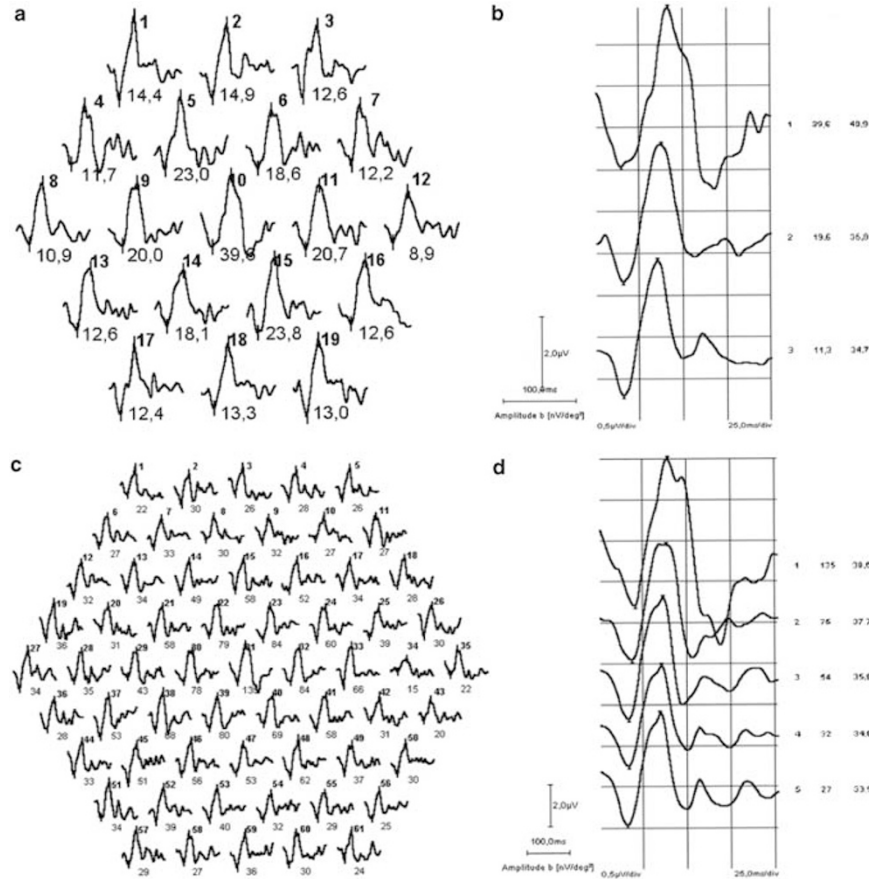 a
1 2 3
14,4 14,9 12,6
4 5 6 7
11,7 23,0 18,6 12,2
8 9 10 11 12
10,9 20,0 20,7 8,9
13 14 15 16
12,6 18,1 23,8 12,6
17 18 19
12,4 13,3 13,0
b
1 39,6
2 19,6
3 11,3 34,7
2,0µV
100,0ms
Amplitude b [nV/deg²]
0,5µV/div 25,0ms/div
c
1 2 3 4 5
22 30 26 28 26
6 7 8 9 10 11
27 33 30 32 27 27
12 13 14 15 16 17 18
32 34 49 58 52 34 28
19 20 21 22 23 24 25 26
36 31 58 79 84 60 39 30
27 28 29 32 33 34 35
34 35 43 78 84 66 15 22
36 37 38 39 40 41 42 43
28 53 80 69 58 31 20
44 45 46 47 48 49 50
33 51 56 53 62 37 30
51 52 53 54 55 56
34 39 40 32 29 25
57 58 59 60 61
29 27 36 30 24
d
1
2
3 54
4 32
5 27
2,0µV
100,0ms
Amplitude b [nV/deg²]
0,5µV/div 25,0ms/div